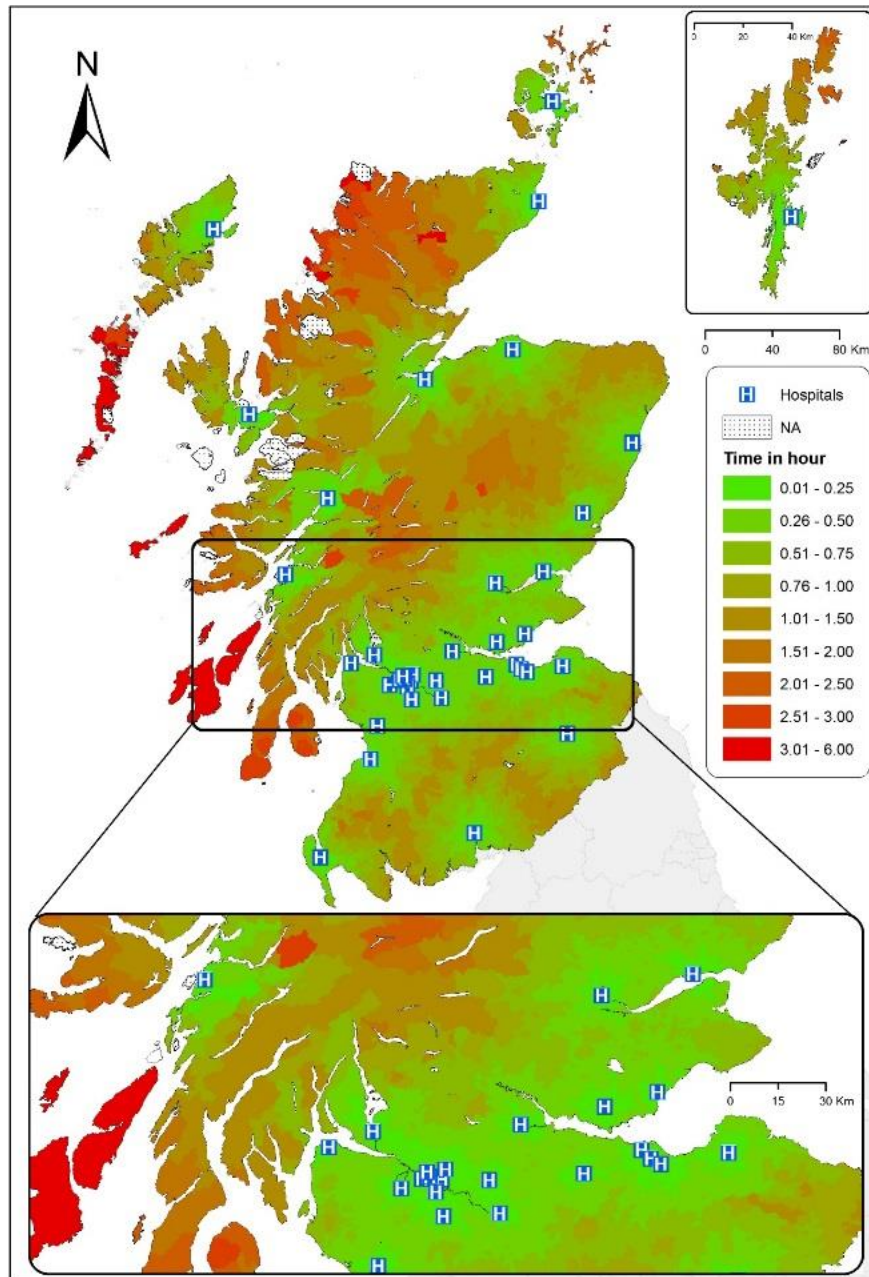 N
0 20 40 Km
0 40 80 Km
H Hospitals
NA
Time in hour
0.01 - 0.25
0.26 - 0.50
0.51 - 0.75
0.76 - 1.00
1.01 - 1.50
1.51 - 2.00
2.01 - 2.50
2.51 - 3.00
3.01 - 6.00
0 15 30 Km